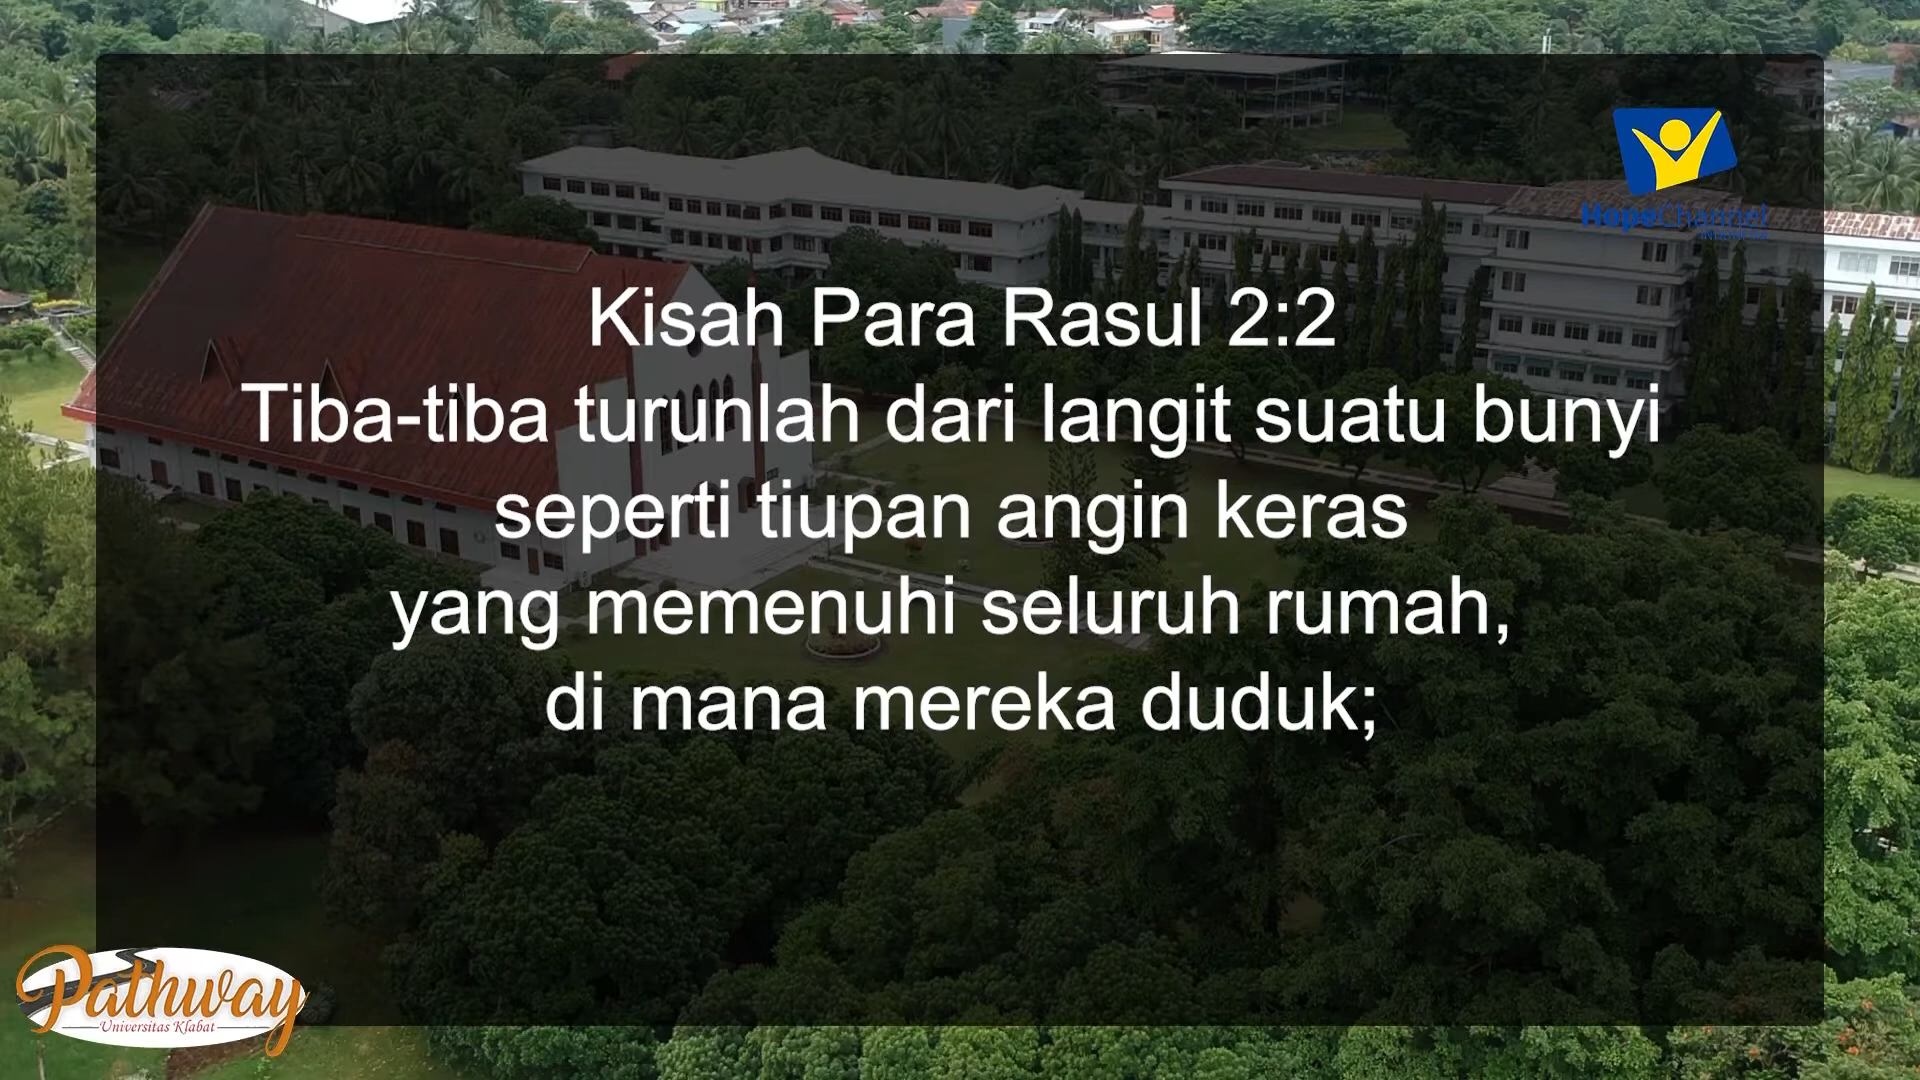 HopeChannel
INDONESIA
Kisah Para Rasul 2:2
Tiba-tiba turunlah dari langit suatu bunyi
seperti tiupan angin keras
yang memenuhi seluruh rumah,
di mana mereka duduk;
Pathway
Universitas Klabat